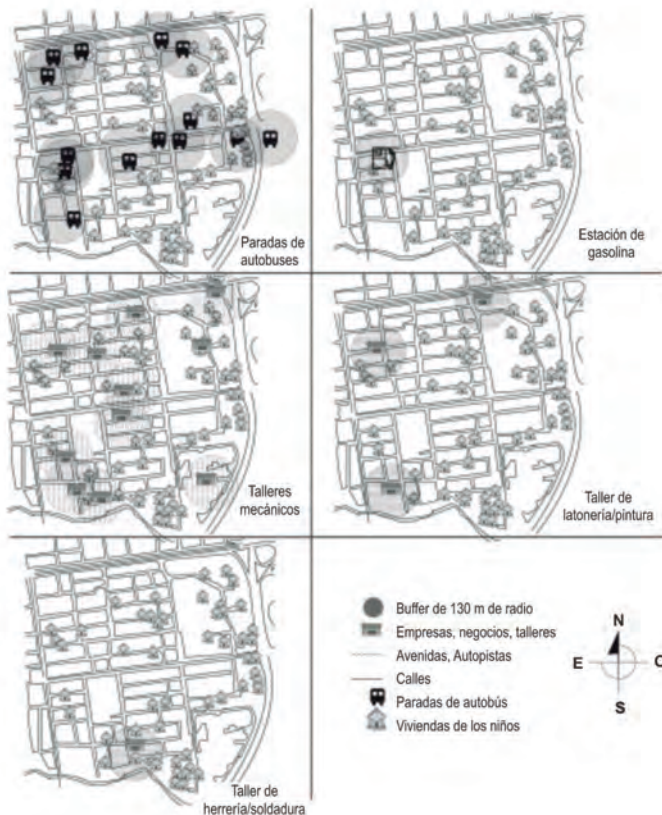 Paradas de
autobuses
Estación de
gasolina
Talleres
mecánicos
Taller de
latonería/pintura
Taller de
herrería/soldadura
Buffer de 130 m de radio
Empresas, negocios, talleres
Avenidas, Autopistas
Calles
Paradas de autobús
Viviendas de los niños
N
E
O
S